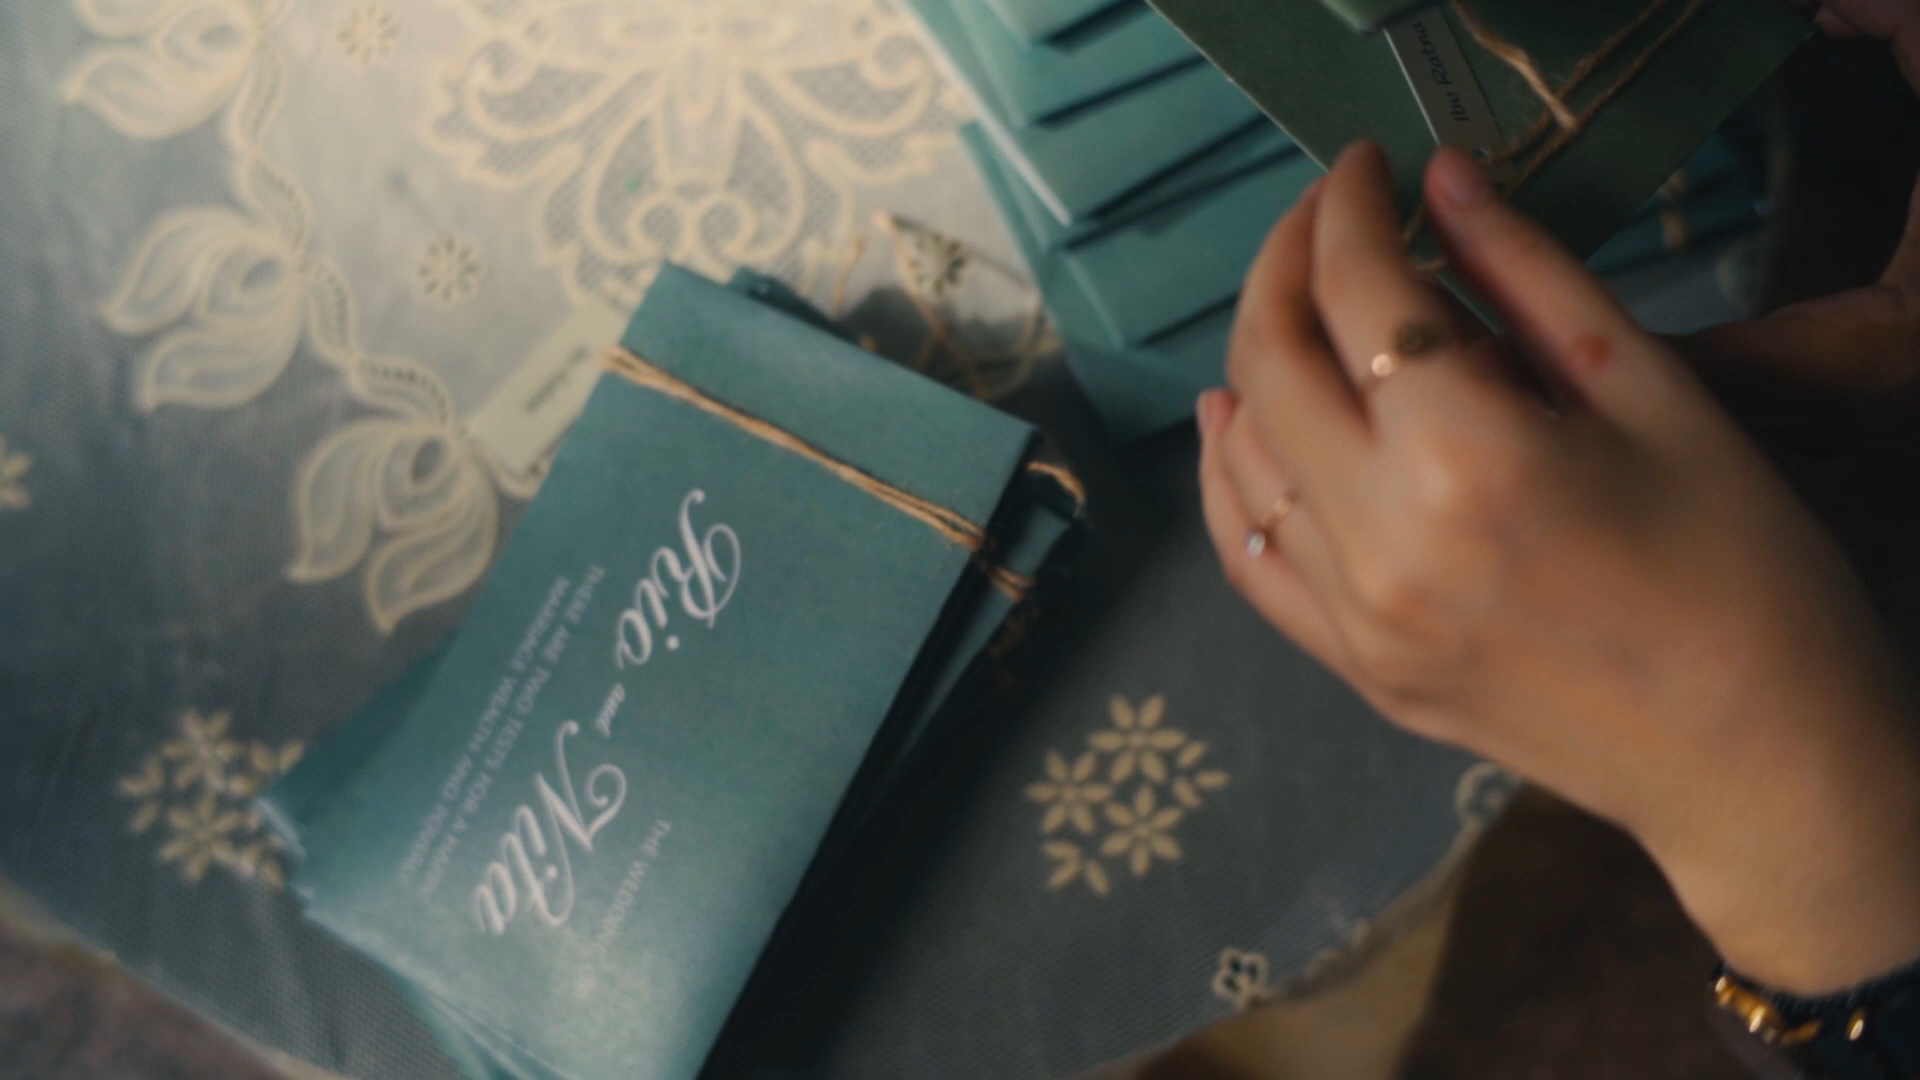 THE WEDDING OF
Rio and Nita
THERE ARE TWO TESTS FOR A HAPPY
MARRIAGE WEALTH AND POVERTY
Ibu Ratna